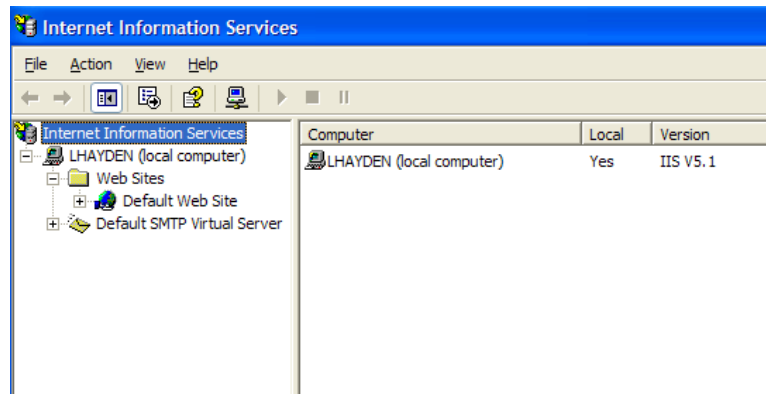 Internet Information Services
File Action View Help
Internet Information Services
LHAYDEN (local computer)
Web Sites
Default Web Site
Default SMTP Virtual Server
Computer Local Version
LHAYDEN (local computer) Yes IIS V5.1